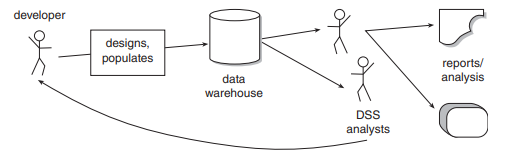 developer
designs,
populates
data
warehouse
DSS
analysts
reports/
analysis